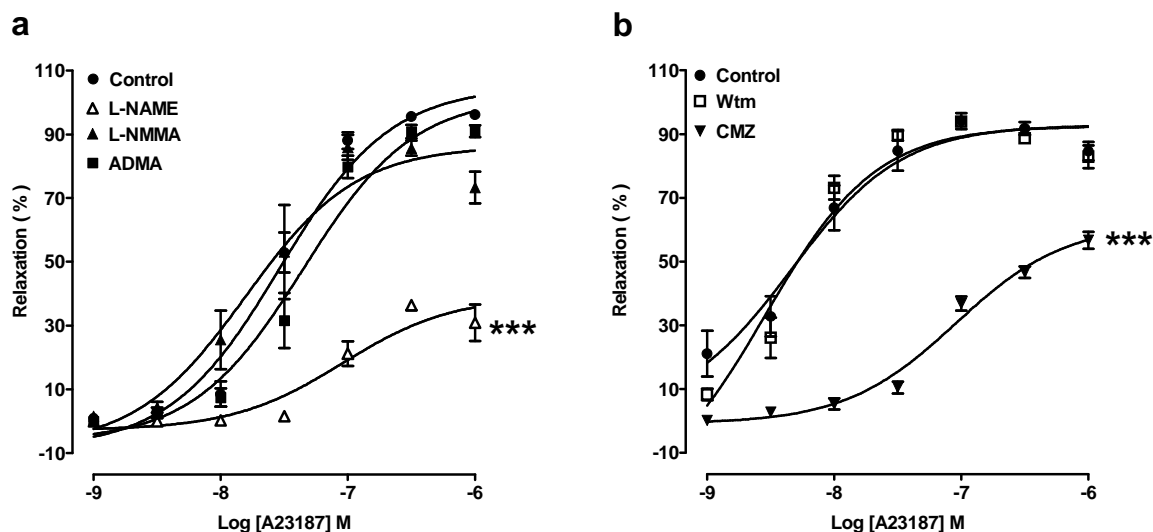 a
110
90
70
50
30
10
-10
Relaxation ( % )
Control
L-NAME
L-NMMA
ADMA
***
-9
-8
-7
-6
Log [A23187] M
b
110
90
70
50
30
10
-10
Relaxation ( % )
Control
Wtm
CMZ
***
-9
-8
-7
-6
Log [A23187] M